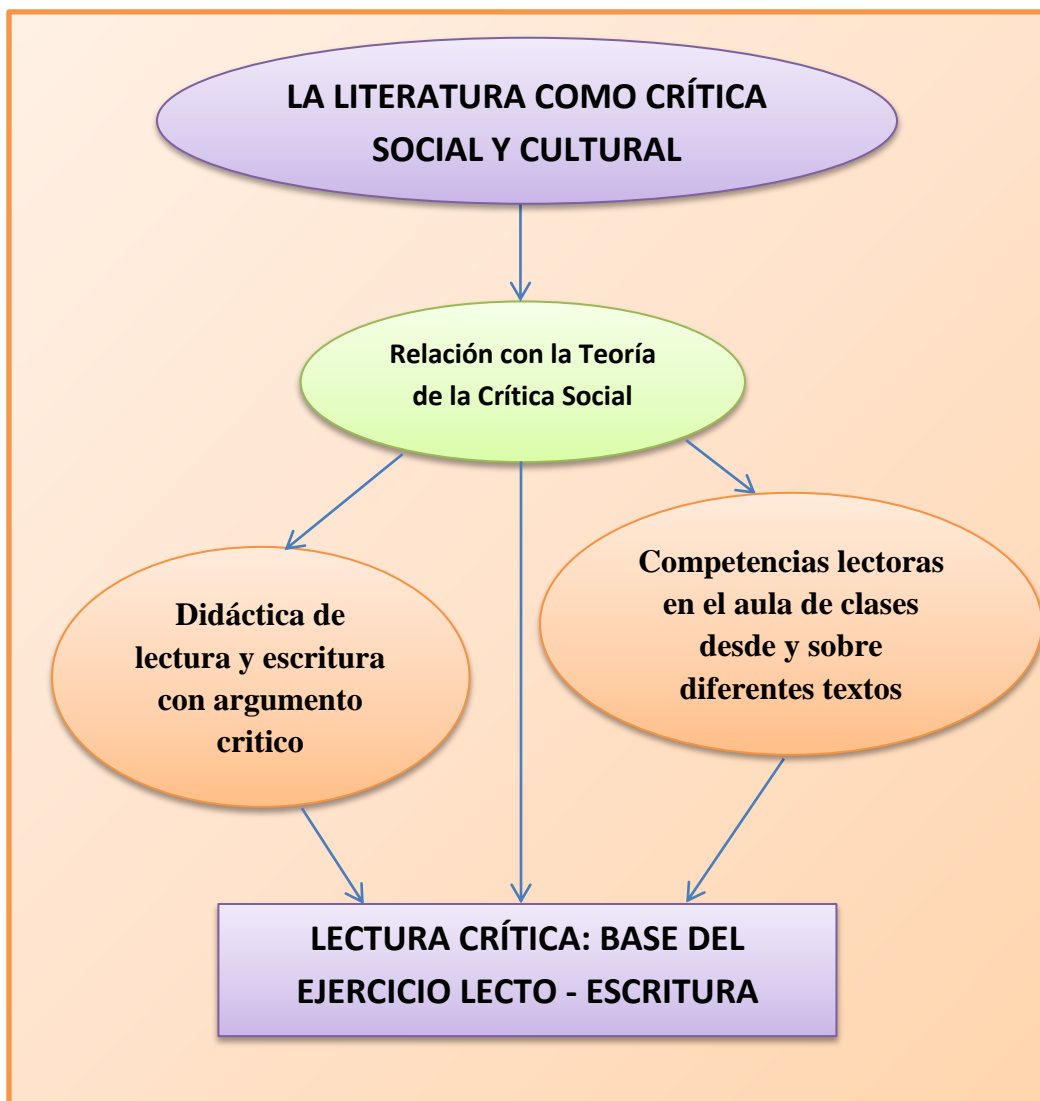 LA LITERATURA COMO CRÍTICA
SOCIAL Y CULTURAL
Relación con la Teoría
de la Crítica Social
Didáctica de
lectura y escritura
con argumento
critico
Competencias lectoras
en el aula de clases
desde y sobre
diferentes textos
LECTURA CRÍTICA: BASE DEL
EJERCICIO LECTO - ESCRITURA